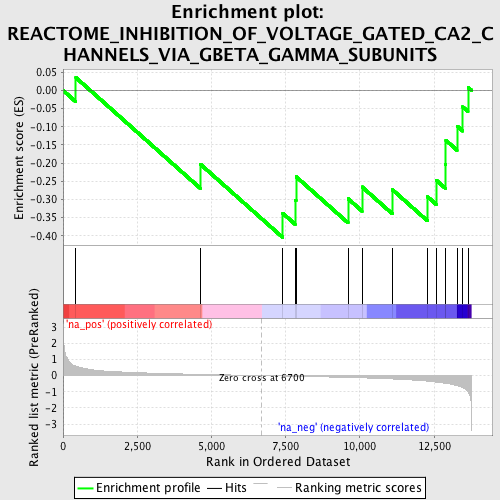 Enrichment plot:
REACTOME_INHIBITION_OF_VOLTAGE_GATED_CA2_C
HANNELS_VIA_GBETA_GAMMA_SUBUNITS
Enrichment score (ES)
0.05
0.00
-0.05
-0.10
-0.15
-0.20
-0.25
-0.30
-0.35
-0.40
'na_pos' (positively correlated)
Ranked list metric (PreRanked)
3
2
1
0
-1
-2
-3
Zero cross at 6700
'na_neg' (negatively correlated)
0
2,500
5,000
7,500
10,000
12,500
Rank in Ordered Dataset
Enrichment profile
Hits
Ranking metric scores